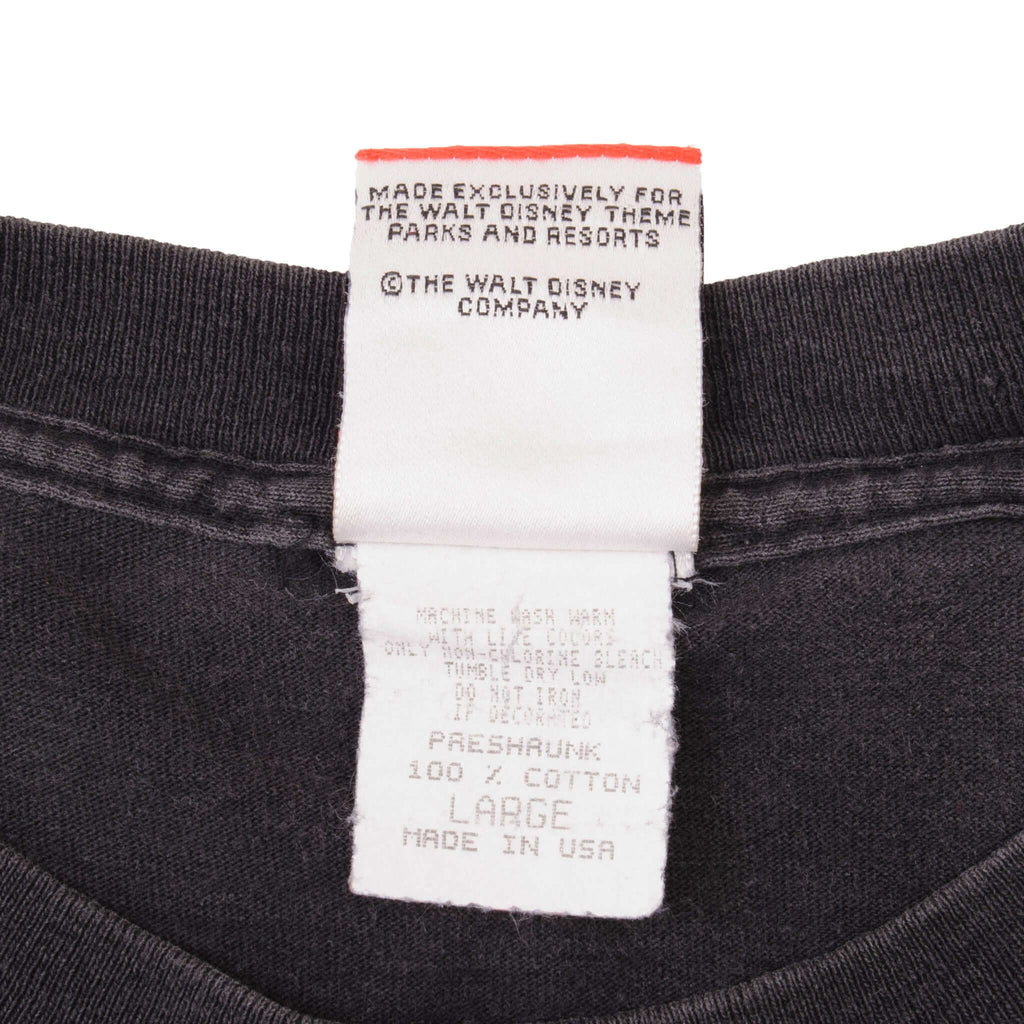 MADE EXCLUSIVELY FOR
THE WALT DISNEY THEME
PARKS AND RESORTS
©THE WALT DISNEY
COMPANY
MACHINE WASH WARM
WITH LIKE COLORS
ONLY NON-CHLORINE BLEACH
TUMBLE DRY LOW
DO NOT IRON
IF DECORATED
PRESHRUNK
100 % COTTON
LARGE
MADE IN USA